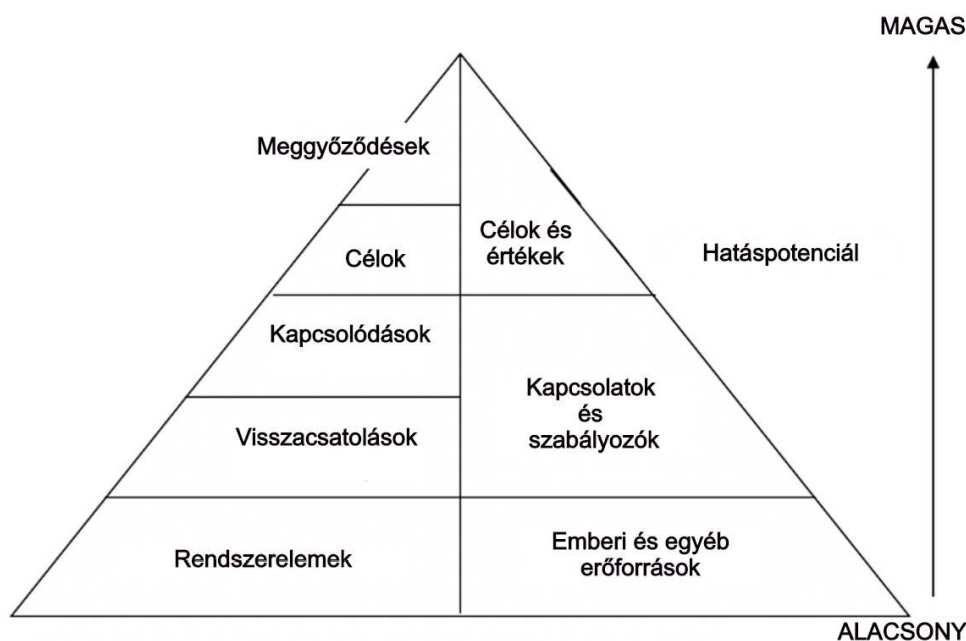 MAGAS
Meggyőződések
Célok
Célok és
értékek
Hatáspotenciál
Kapcsolódások
Kapcsolatok
és
szabályozók
Visszacsatolások
Rendszerelemek
Emberi és egyéb
erőforrások
ALACSONY